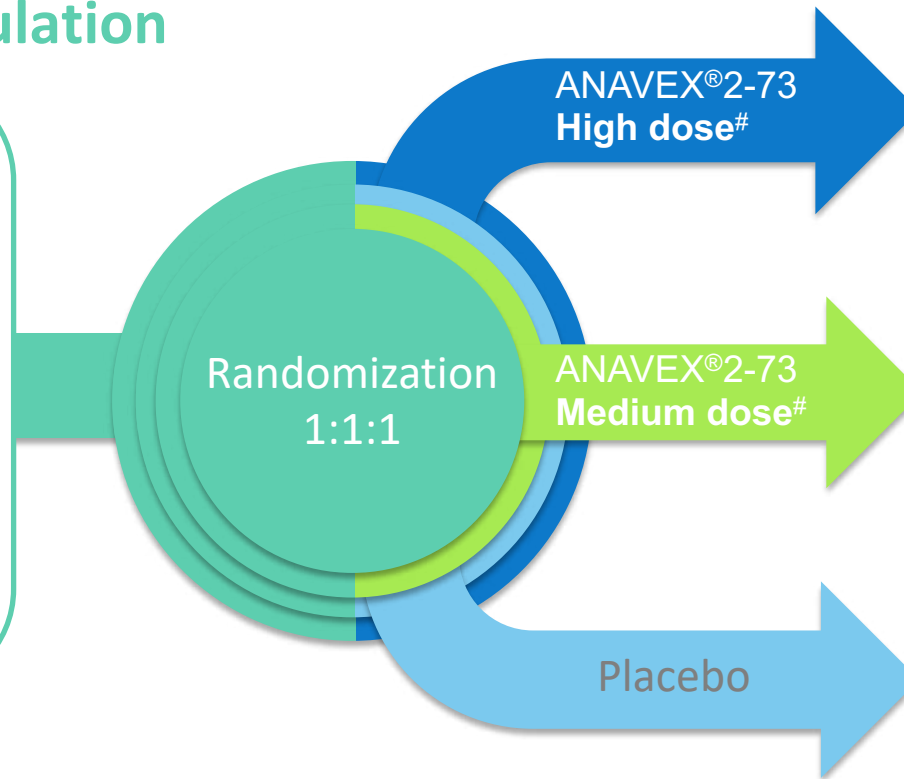 ulation
ANAVEX®2-73
High dose#
Randomization
1:1:1
ANAVEX®2-73
Medium dose#
Placebo